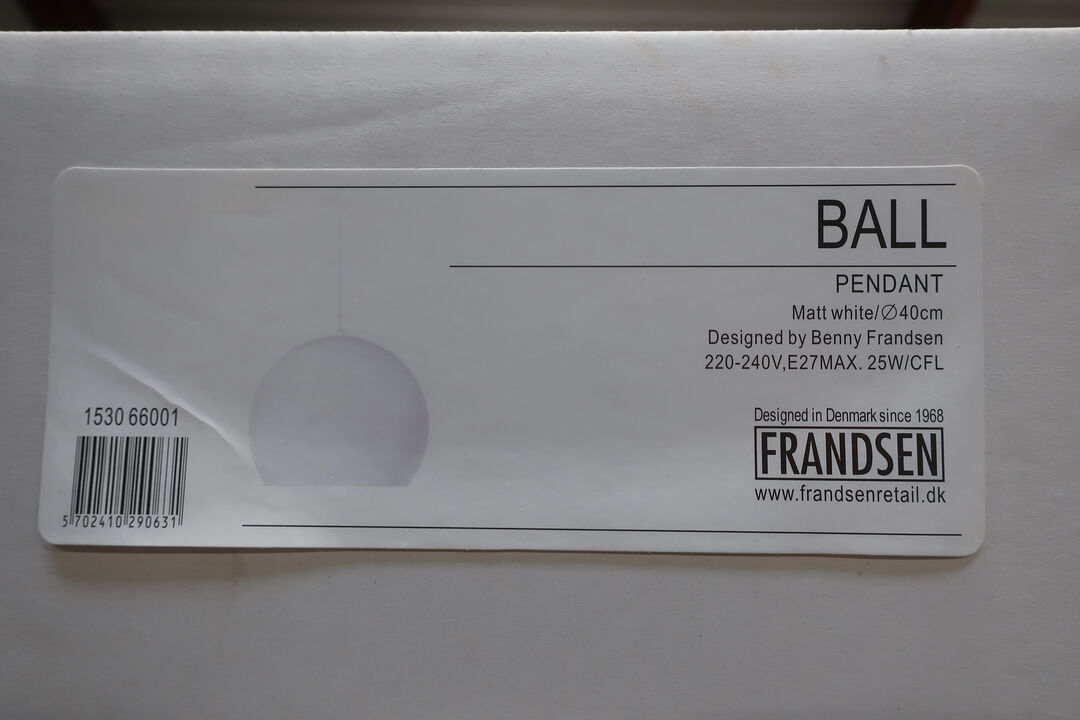 BALL
PENDANT
Matt white/∅40cm
Designed by Benny Frandsen
220-240V,E27MAX. 25W/CFL
1530 66001
5 702410 290631
Designed in Denmark since 1968
FRANDSEN
www.frandsenretail.dk